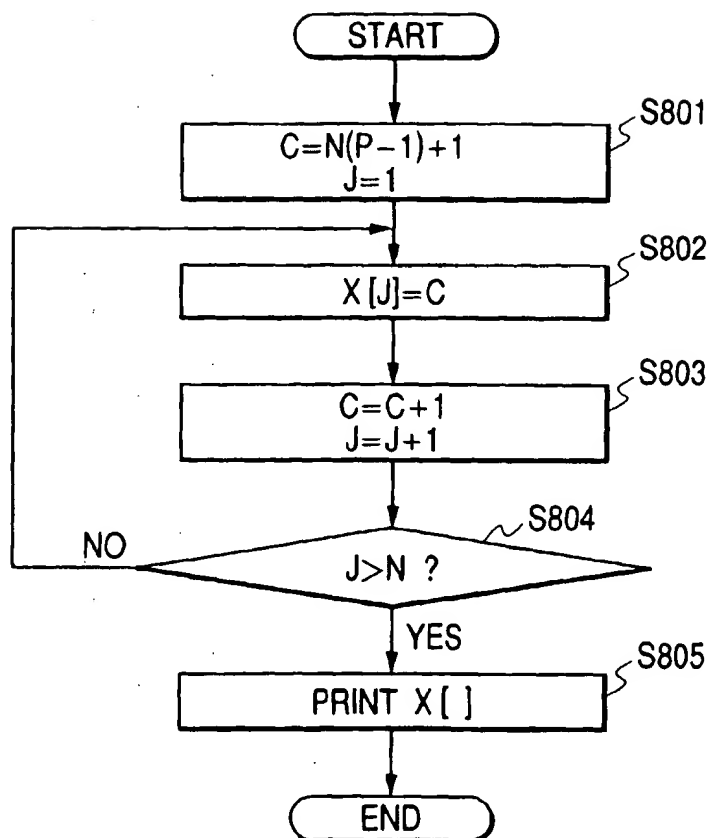 START
S801
C=N(P-1)+1
J=1
S802
X[J]=C
S803
C=C+1
J=J+1
S804
NO
J>N ?
YES
S805
PRINT X[ ]
END